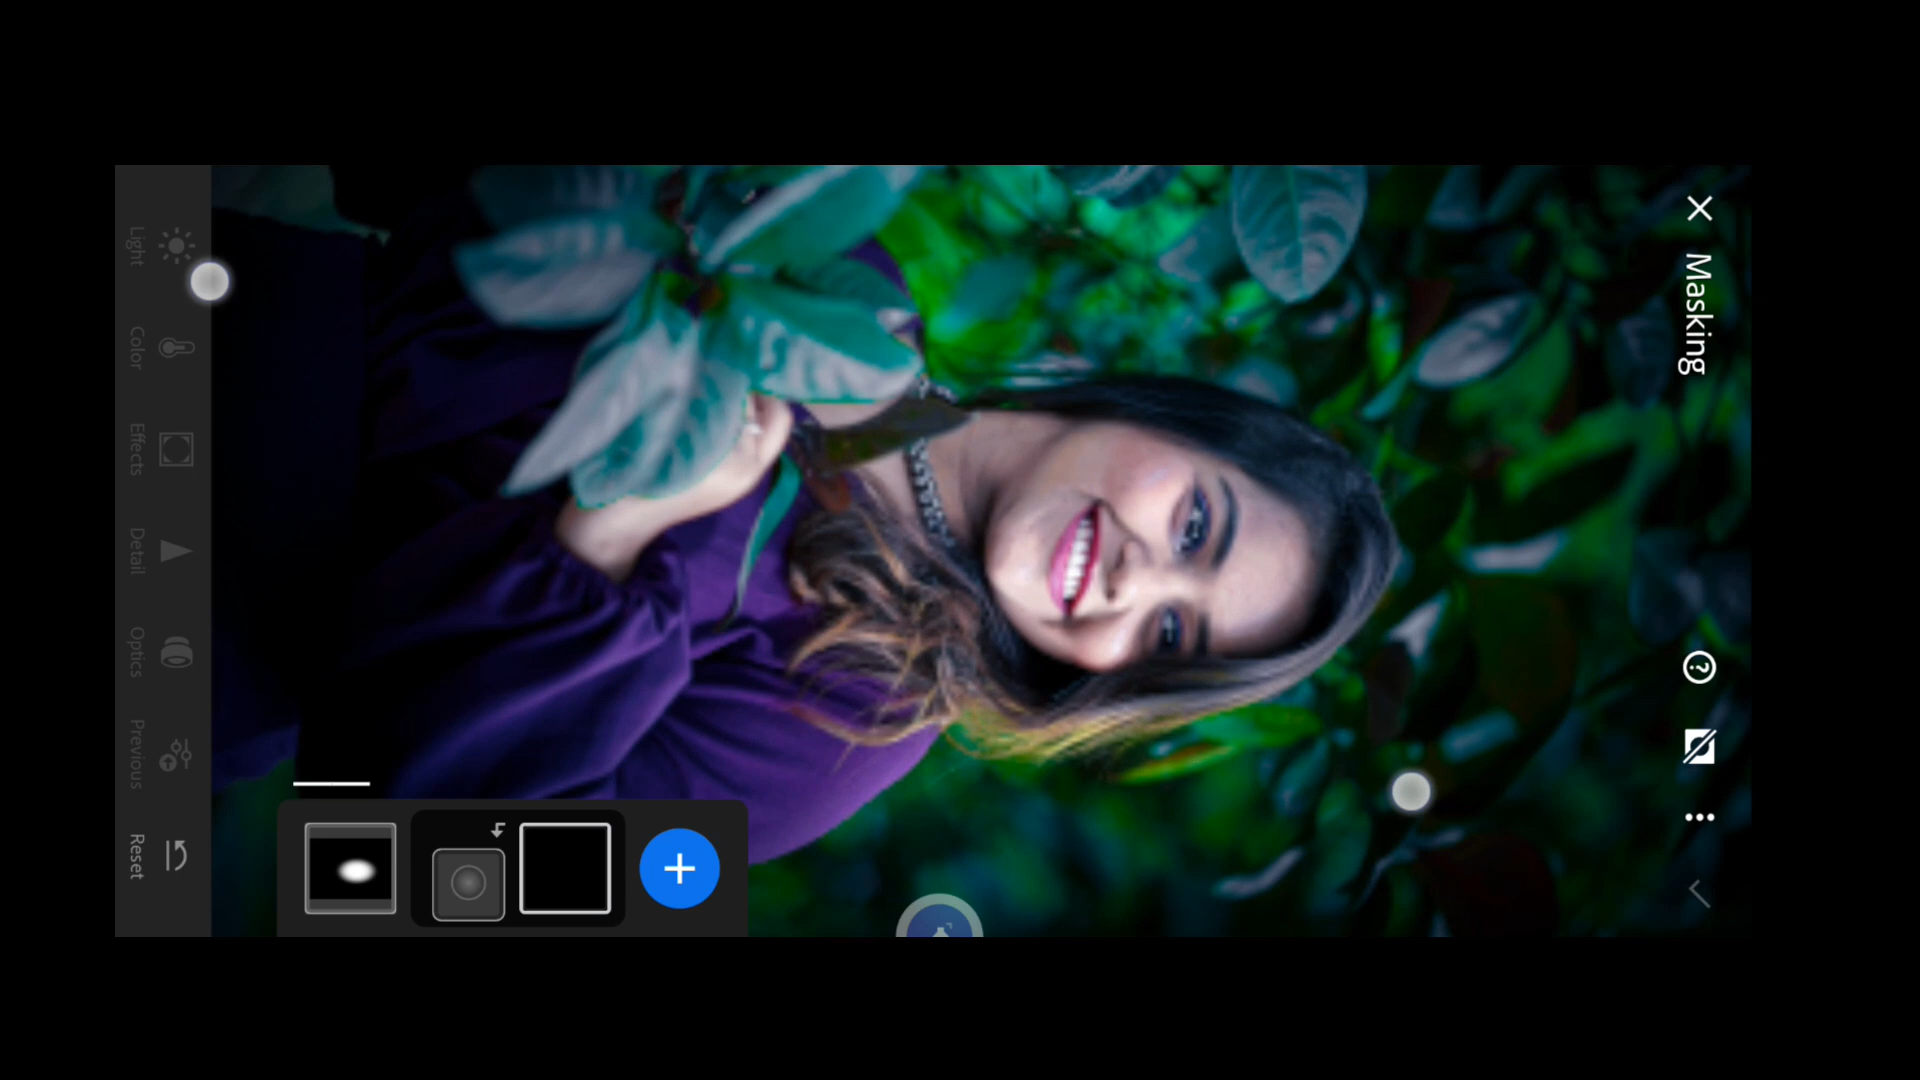 Masking
Light
Color
Effects
Detail
Optics
Previous
Reset